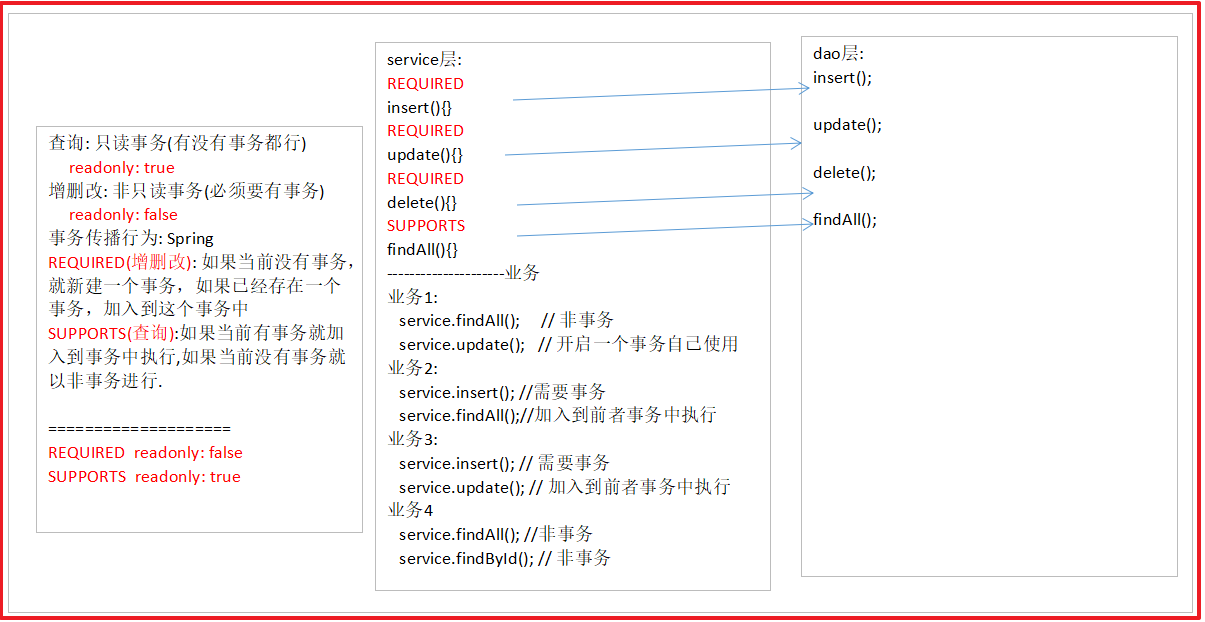 查询: 只读事务(有没有事务都行)
readonly: true
增删改: 非只读事务(必须要有事务)
readonly: false
事务传播行为: Spring
REQUIRED(增删改): 如果当前没有事务，
就新建一个事务，如果已经存在一个
事务，加入到这个事务中
SUPPORTS(查询):如果当前有事务就加
入到事务中执行,如果当前没有事务就
以非事务进行.
====================
REQUIRED readonly: false
SUPPORTS readonly: true
service层:
REQUIRED
insert(){}
REQUIRED
update(){}
REQUIRED
delete(){}
SUPPORTS
findAll(){}
---------------------业务
业务1:
service.findAll(); // 非事务
service.update(); // 开启一个事务自己使用
业务2:
service.insert(); //需要事务
service.findAll();//加入到前者事务中执行
业务3:
service.insert(); // 需要事务
service.update(); // 加入到前者事务中执行
业务4
service.findAll(); //非事务
service.findById(); // 非事务
dao层:
insert();
update();
delete();
findAll();